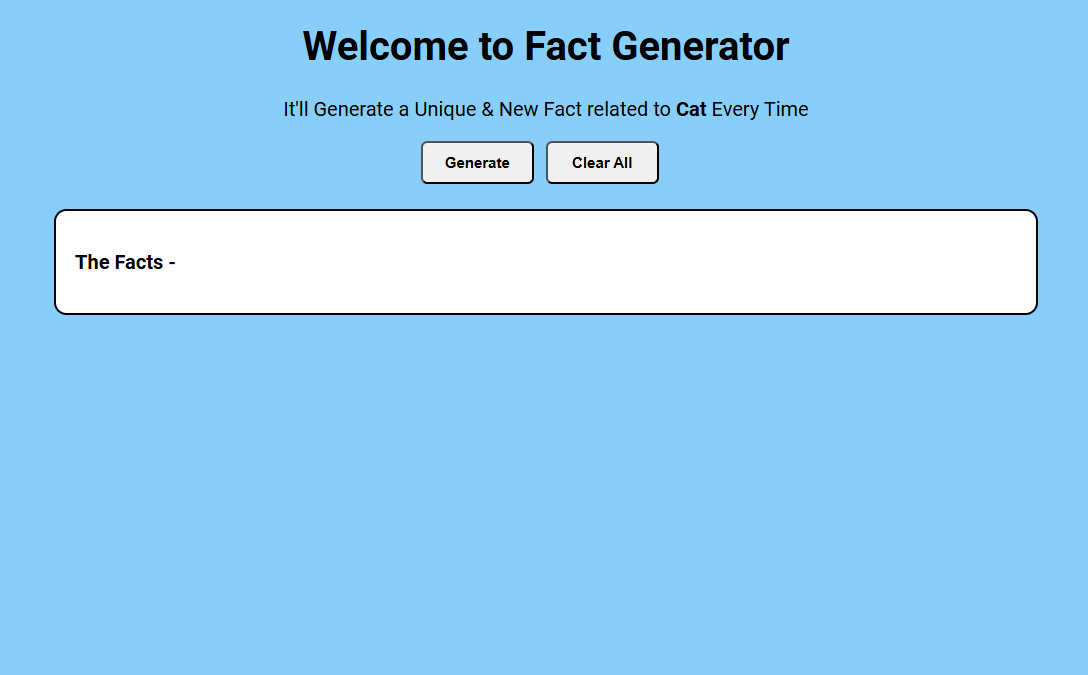 Welcome to Fact Generator
It'll Generate a Unique & New Fact related to Cat Every Time
Generate
Clear All
The Facts -